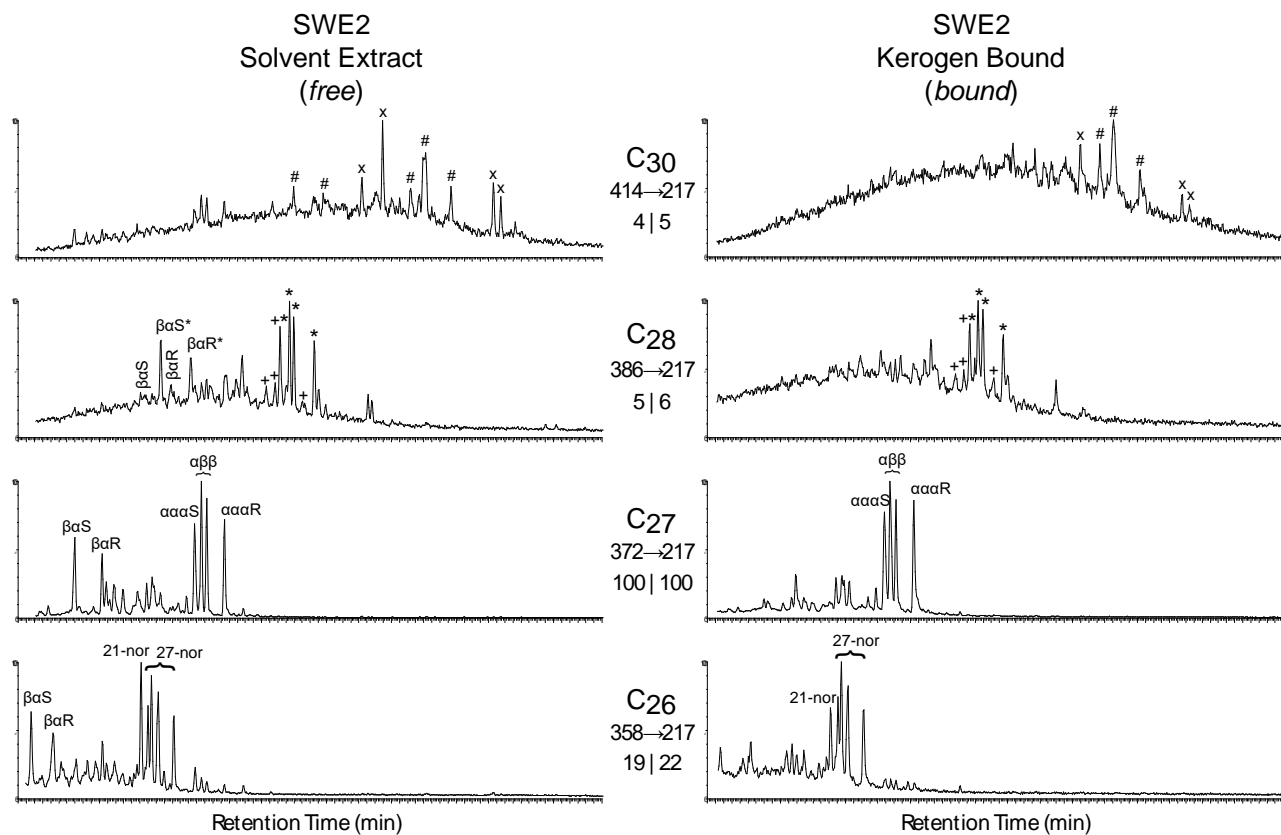 SWE2
Solvent Extract
(free)
SWE2
Kerogen Bound
(bound)
x
#
# # x # # x x
C30
414→217
4 | 5
#
x # # x x
βαS βαS* βαR βαR*
+ + * * * + *
C28
386→217
5 | 6
+ + * * * + *
βαS βαR αααS αββ αααR
C27
372→217
100 | 100
αααS αββ αααR
βαS βαR 21-nor 27-nor
C26
358→217
19 | 22
21-nor 27-nor
Retention Time (min)
Retention Time (min)